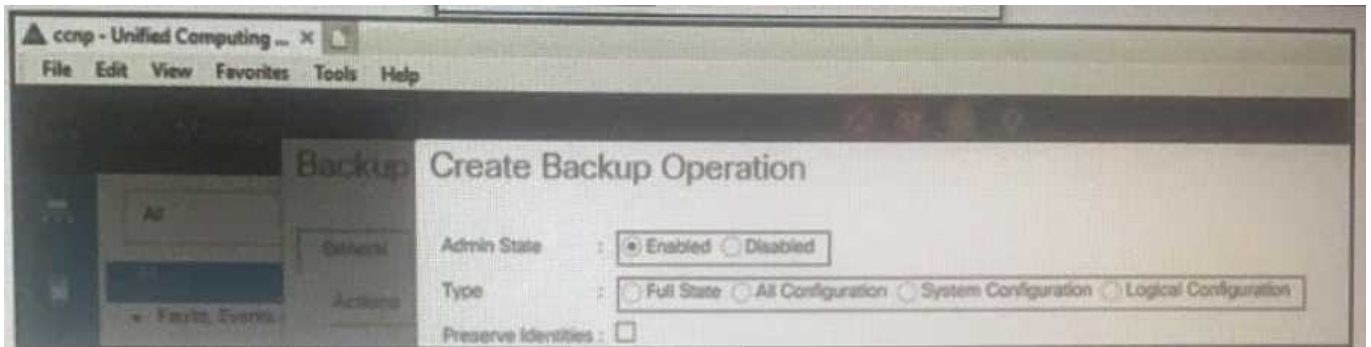 ccnp - Unified Computing ... ×
File Edit View Favorites Tools Help
Backup Create Backup Operation
All
General
Admin State : Enabled Disabled
Type : Full State All Configuration System Configuration Logical Configuration
Actions
Faults, Events
Preserve Identities :